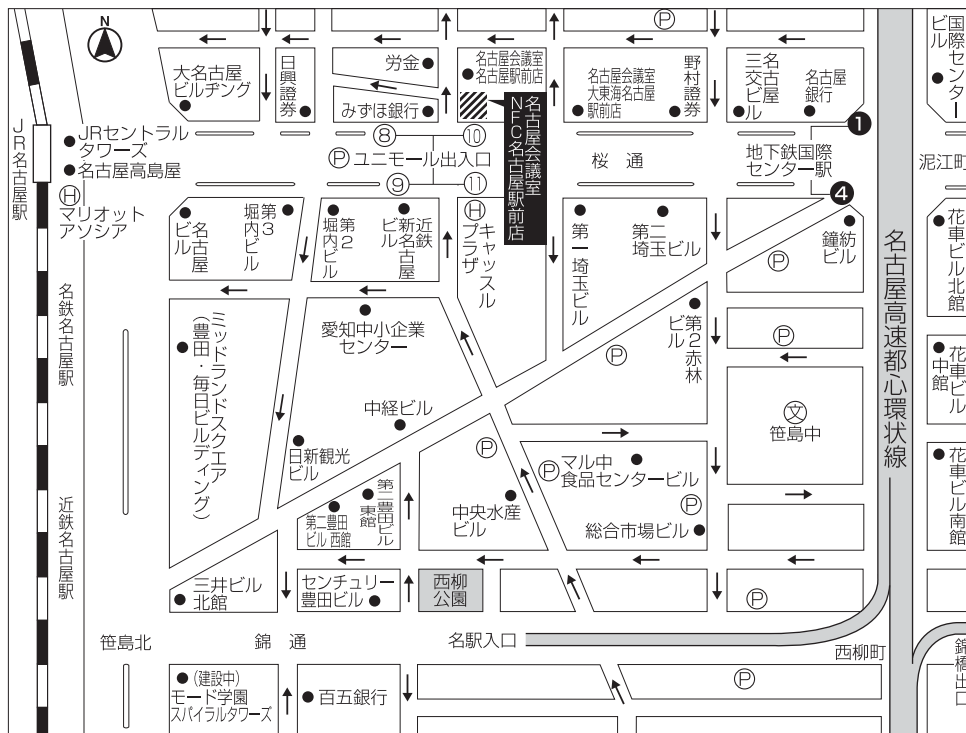 N
JR名古屋駅
名鉄名古屋駅
近鉄名古屋駅
大名古屋
ビルヂング
日興證券
労金
みずほ銀行
名古屋会議室
名古屋駅前店
名古屋会議室
NFC名古屋駅前店
名古屋会議室
大東海名古屋
駅前店
野村證券
P
三交ビル
名古屋
名古屋
銀行
国際センター
ビル
JRセントラル
タワーズ
名古屋高島屋
H
マリオット
アソシア
⑧
⑩
P
ユニモール出入口
⑨
⑪
桜通
地下鉄国際
センター駅
1
4
泥江町
名古屋
ビル
第3
堀内ビル
第2
堀内ビル
近鉄
新名古屋
ビル
H
キャッスル
プラザ
第一埼玉ビル
第二
埼玉ビル
鐘紡
ビル
P
花車ビル北館
名古屋高速都心環状線
ミッドランドスクエア
(豊田・毎日ビルディング)
愛知中小企業
センター
第2赤林
ビル
P
P
花車ビル
中館
中経ビル
文
笹島中
日新観光
ビル
P
P
マル中
食品センタービル
花車ビル南館
第二豊田
ビル 西館
第二豊田ビル
東館
中央水産
ビル
P
総合市場ビル
三井ビル
北館
センチュリー
豊田ビル
西柳
公園
P
笹島北
錦通
名駅入口
西柳町
錦橋出口
(建設中)
モード学園
スパイラルタワーズ
百五銀行
P